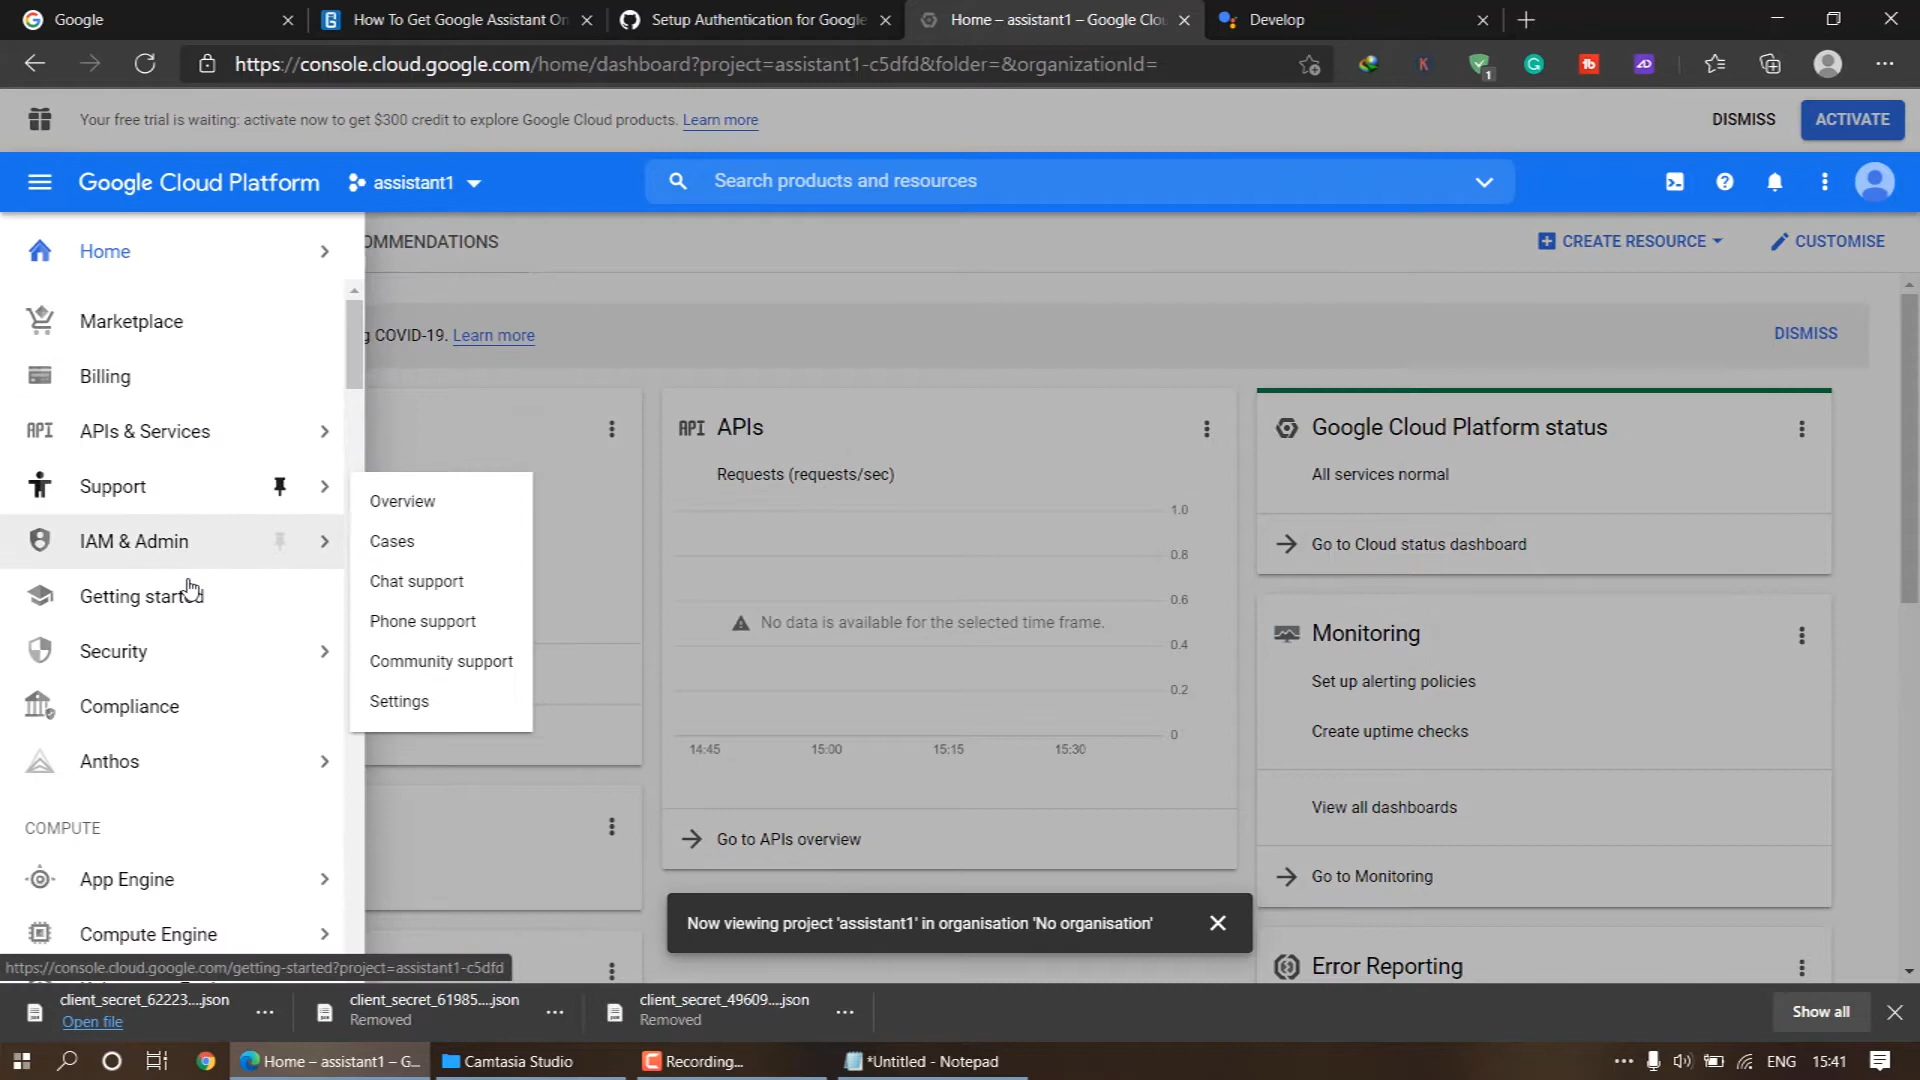 Google
How To Get Google Assistant On
Setup Authentication for Google
Home – assistant1 – Google Clou
Develop
https://console.cloud.google.com/home/dashboard?project=assistant1-c5dfd&folder=&organizationId=
Your free trial is waiting: activate now to get $300 credit to explore Google Cloud products. Learn more
DISMISS
ACTIVATE
Google Cloud Platform
assistant1
Search products and resources
Home
OMMENDATIONS
CREATE RESOURCE
CUSTOMISE
Marketplace
g COVID-19. Learn more
DISMISS
Billing
API APIs & Services
Support
IAM & Admin
Getting started
Security
Compliance
Anthos
COMPUTE
App Engine
Compute Engine
Overview
Cases
Chat support
Phone support
Community support
Settings
API APIs
Requests (requests/sec)
1.0
0.8
0.6
No data is available for the selected time frame.
0.4
0.2
0
14:45
15:00
15:15
15:30
Go to APIs overview
Google Cloud Platform status
All services normal
Go to Cloud status dashboard
Monitoring
Set up alerting policies
Create uptime checks
View all dashboards
Go to Monitoring
Error Reporting
Now viewing project 'assistant1' in organisation 'No organisation'
https://console.cloud.google.com/getting-started?project=assistant1-c5dfd
client_secret_62223....json
Open file
client_secret_61985....json
Removed
client_secret_49609....json
Removed
Show all
Home – assistant1 – G...
Camtasia Studio
Recording...
*Untitled - Notepad
ENG
15:41